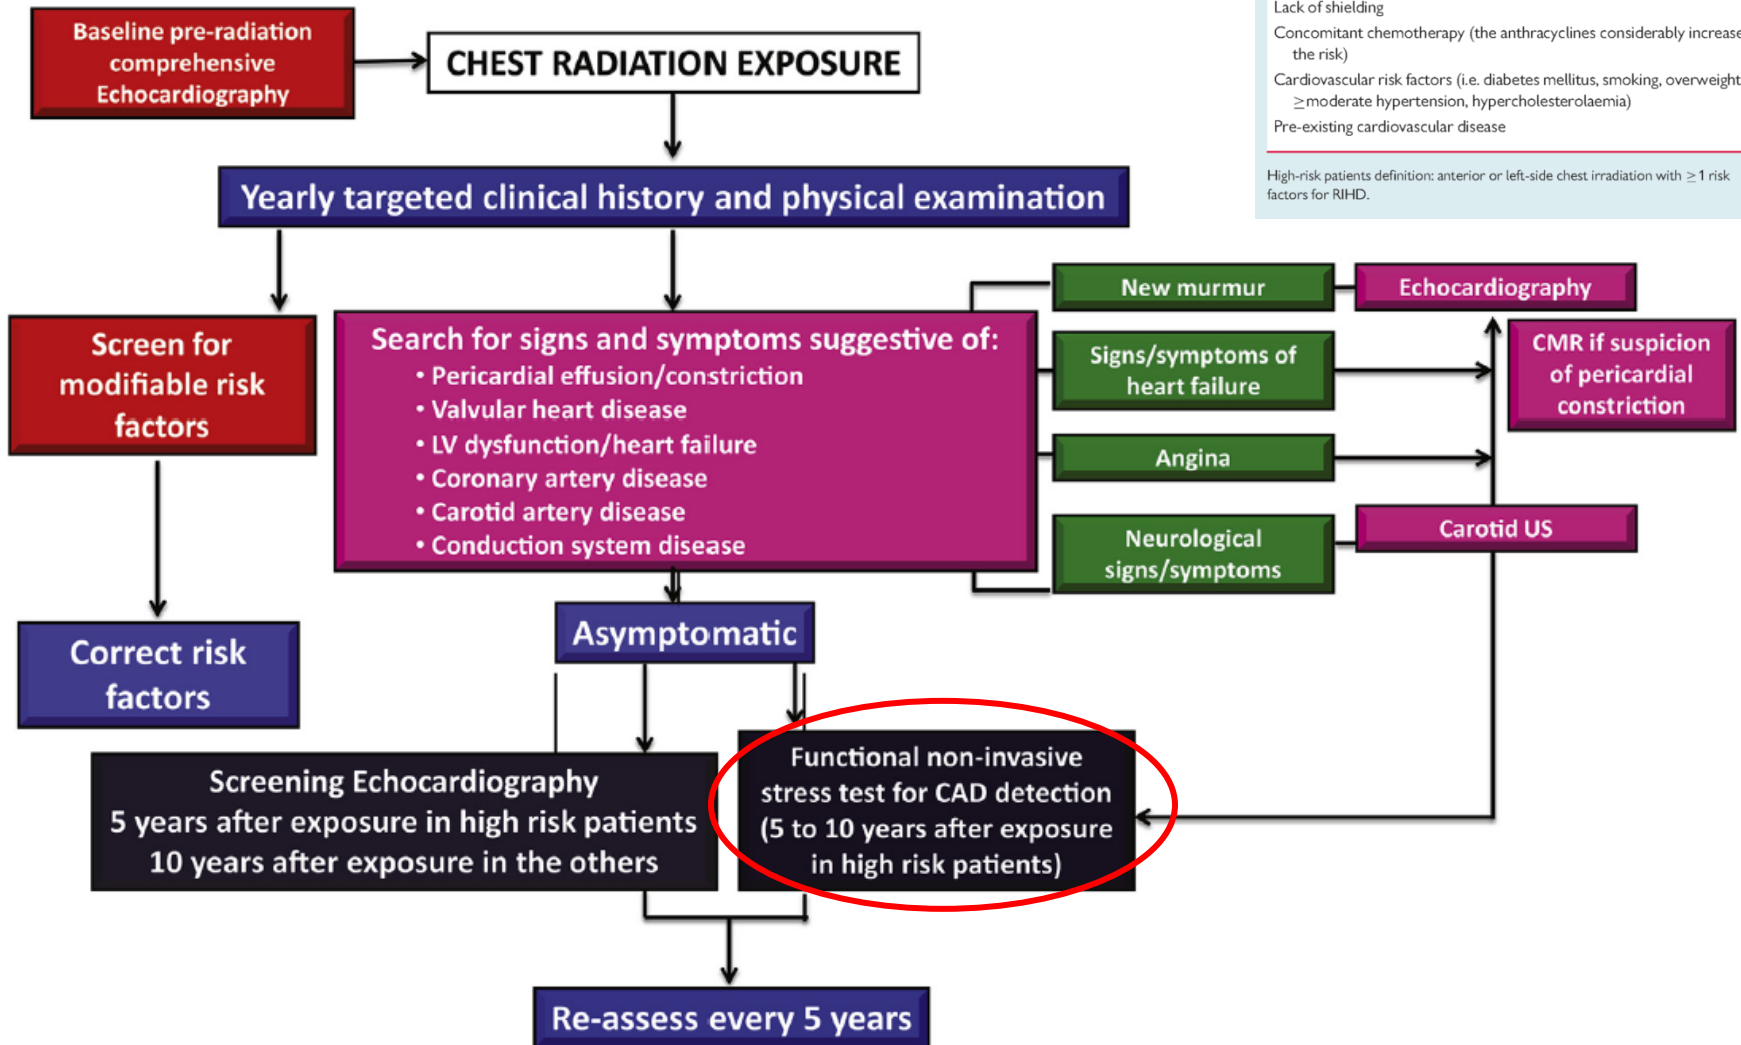 Lack of shielding
Concomitant chemotherapy (the anthracyclines considerably increase
the risk)
Cardiovascular risk factors (i.e. diabetes mellitus, smoking, overweight
≥moderate hypertension, hypercholesterolaemia)
Pre-existing cardiovascular disease
High-risk patients definition: anterior or left-side chest irradiation with ≥1 risk
factors for RIHD.
Baseline pre-radiation
comprehensive
Echocardiography
CHEST RADIATION EXPOSURE
Yearly targeted clinical history and physical examination
Screen for
modifiable risk
factors
Correct risk
factors
Search for signs and symptoms suggestive of:
• Pericardial effusion/constriction
• Valvular heart disease
• LV dysfunction/heart failure
• Coronary artery disease
• Carotid artery disease
• Conduction system disease
New murmur
Signs/symptoms of
heart failure
Angina
Neurological
signs/symptoms
Echocardiography
CMR if suspicion
of pericardial
constriction
Carotid US
Asymptomatic
Screening Echocardiography
5 years after exposure in high risk patients
10 years after exposure in the others
Functional non-invasive
stress test for CAD detection
(5 to 10 years after exposure
in high risk patients)
Re-assess every 5 years